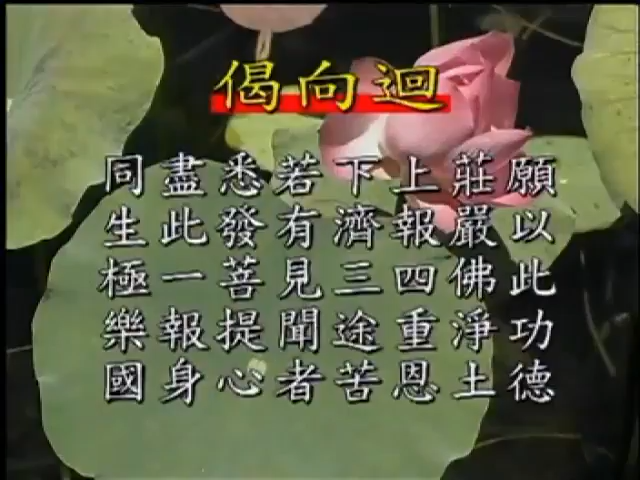 迴向偈
願以此功德
莊嚴佛淨土
上報四重恩
下濟三途苦
若有見聞者
悉發菩提心
盡此一報身
同生極樂國